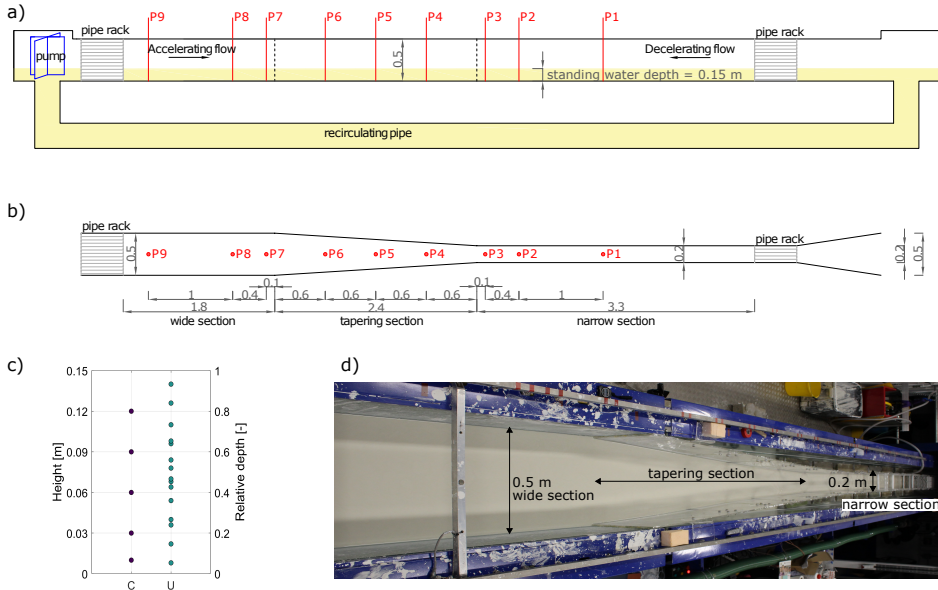 a)
P9
P8
P7
P6
P5
P4
P3
P2
P1
pipe rack
pipe rack
pump
Accelerating flow
0.5
Decelerating flow
standing water depth = 0.15 m
recirculating pipe
b)
pipe rack
pipe rack
0.5
P9
P8
P7
P6
P5
P4
P3
P2
P1
0.2
0.2
0.5
0.1
0.1
1
0.4
0.6
0.6
0.6
0.6
0.4
1
1.8
2.4
3.3
wide section
tapering section
narrow section
c)
0.15
0.12
0.09
0.06
0.03
0
Height [m]
1
0.8
0.6
0.4
0.2
0
Relative depth [-]
C
U
d)
0.5 m
wide section
tapering section
0.2 m
narrow section